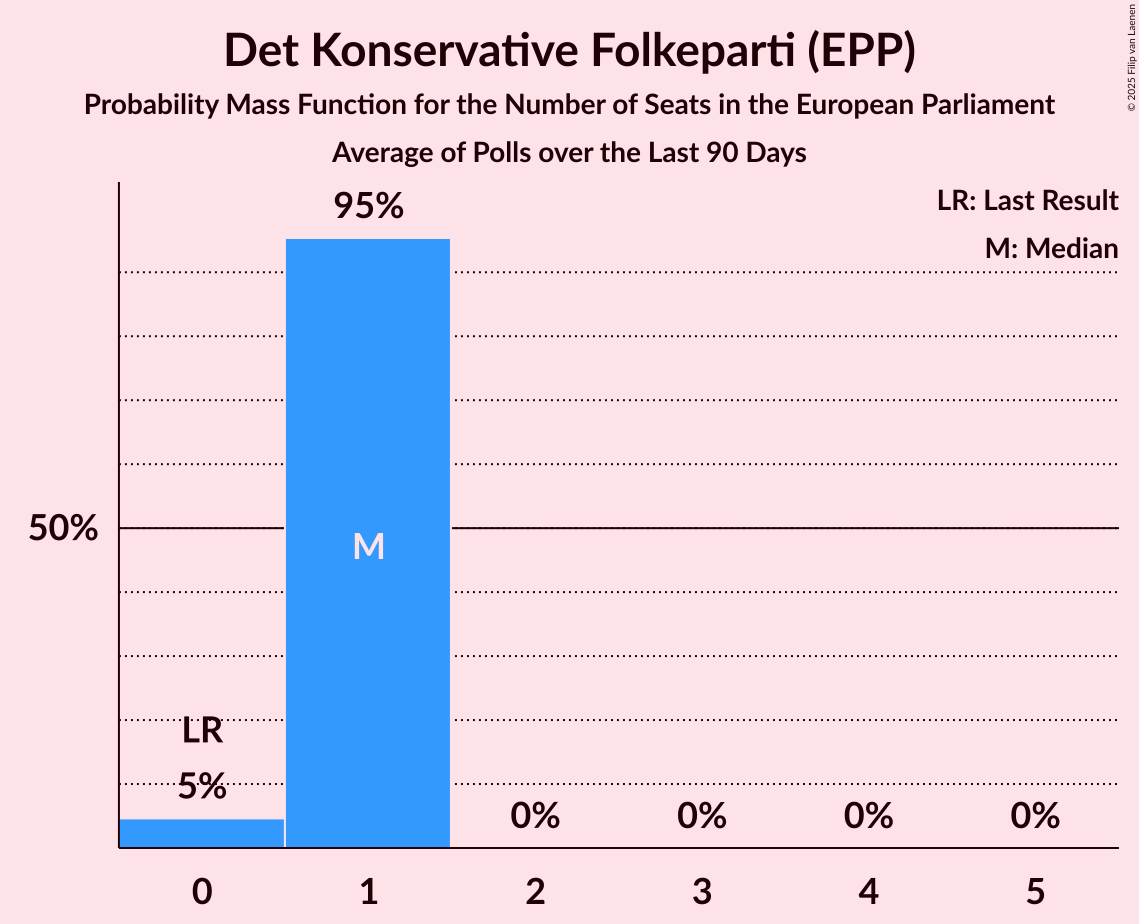 Det Konservative Folkeparti (EPP)
Probability Mass Function for the Number of Seats in the European Parliament
Average of Polls over the Last 90 Days
© 2025 Filip van Laenen
LR: Last Result
M: Median
95%
50%
M
LR
5%
0% 0% 0% 0%
0 1 2 3 4 5